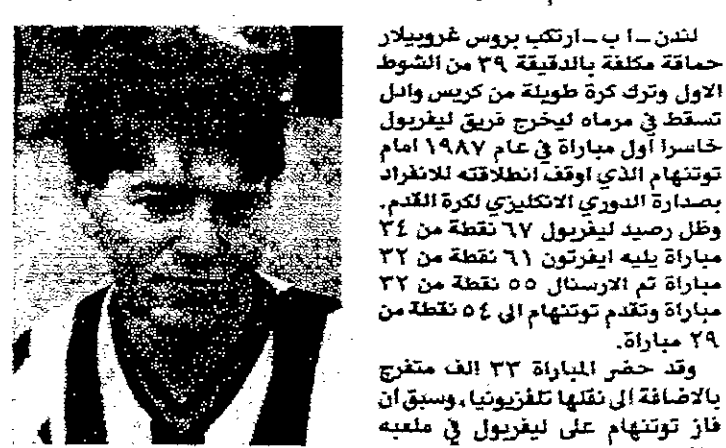 لندن ــ ا ب ــ ارتكب بروس غروبيلار
حماقة مكلفة بالدقيقة ٣٩ من الشوط
الاول وترك كرة طويلة من كريس وادل
تسقط في مرماه ليخرج فريق ليفربول
خاسرا اول مباراة في عام ١٩٨٧ امام
توتنهام الذي اوقف انطلاقته للانفراد
بصدارة الدوري الانكليزي لكرة القدم.
وظل رصيد ليفربول ٦٧ نقطة من ٣٤
مباراة يليه ايفرتون ٦١ نقطة من ٣٢
مباراة تم الارسنال ٥٥ نقطة من ٣٢
مباراة وتقدم توتنهام الى ٥٤ نقطة من
٢٩ مباراة.
وقد حضر المباراة ٣٣ الف متفرج
بالاضافة الى نقلها تلفزيونيا، وسبق ان
فاز توتنهام على ليفربول في ملعبه